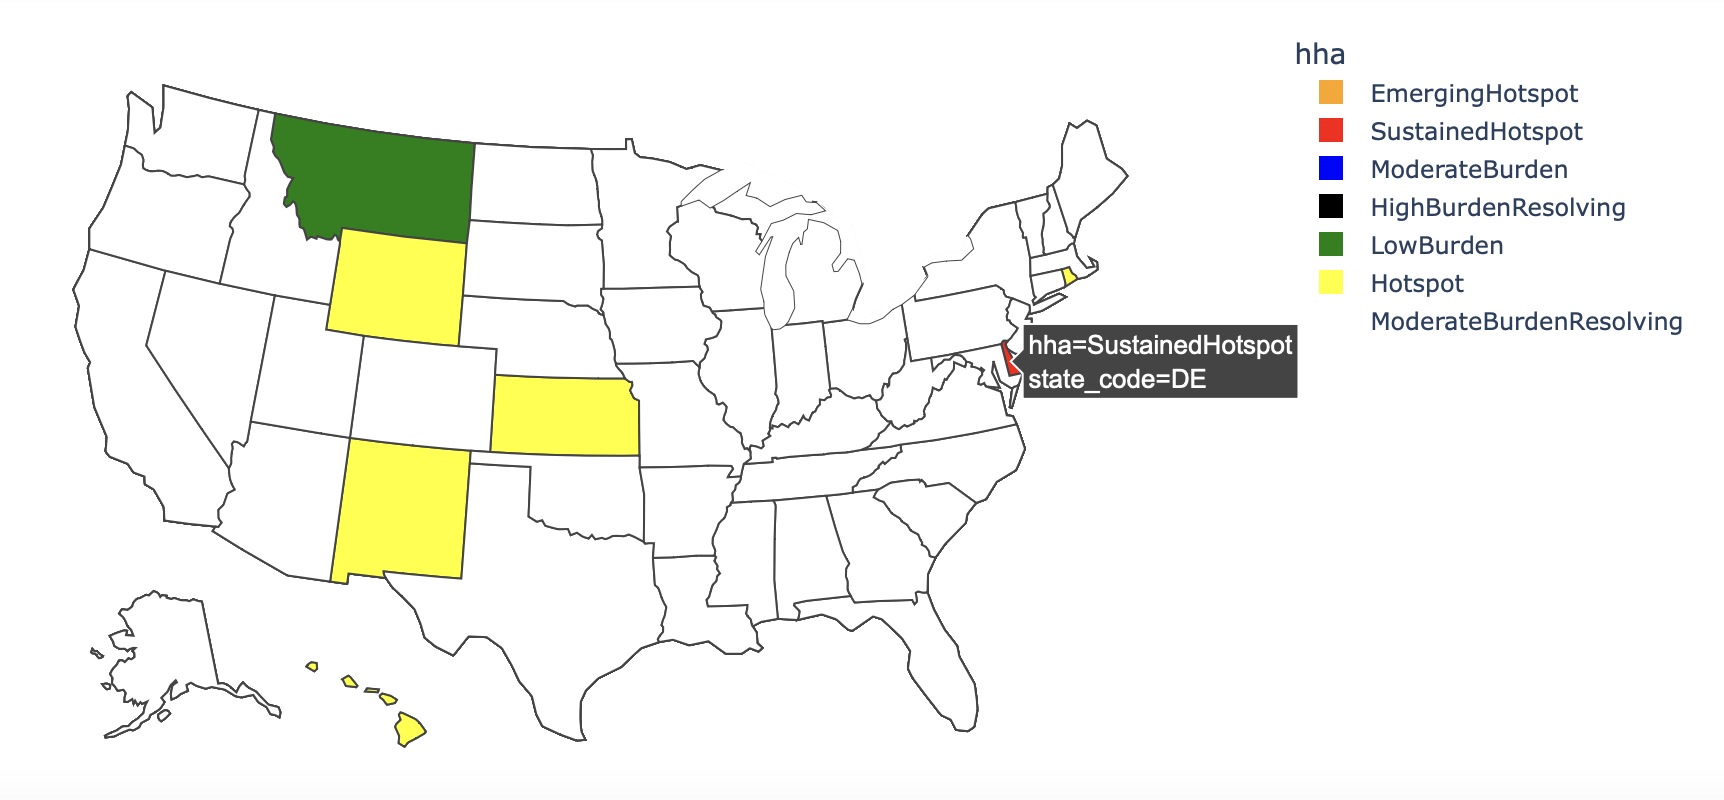 hha
EmergingHotspot
SustainedHotspot
ModerateBurden
HighBurdenResolving
LowBurden
Hotspot
ModerateBurdenResolving
hha=SustainedHotspot
state_code=DE